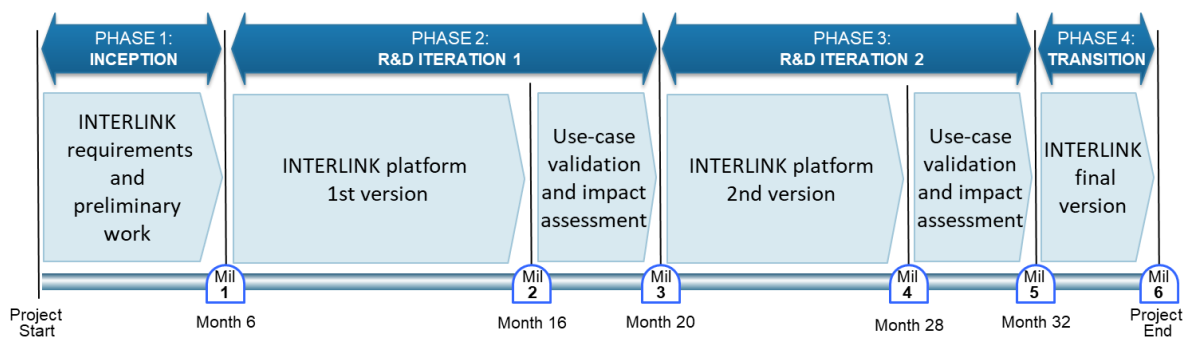 PHASE 1:
INCEPTION
PHASE 2:
R&D ITERATION 1
PHASE 3:
R&D ITERATION 2
PHASE 4:
TRANSITION
INTERLINK
requirements
and
preliminary
work
INTERLINK platform
1st version
Use-case
validation
and impact
assessment
INTERLINK platform
2nd version
Use-case
validation
and impact
assessment
INTERLINK
final
version
Mil
1
Mil
2
Mil
3
Mil
4
Mil
5
Mil
6
Project
Start
Month 6
Month 16
Month 20
Month 28
Month 32
Project
End